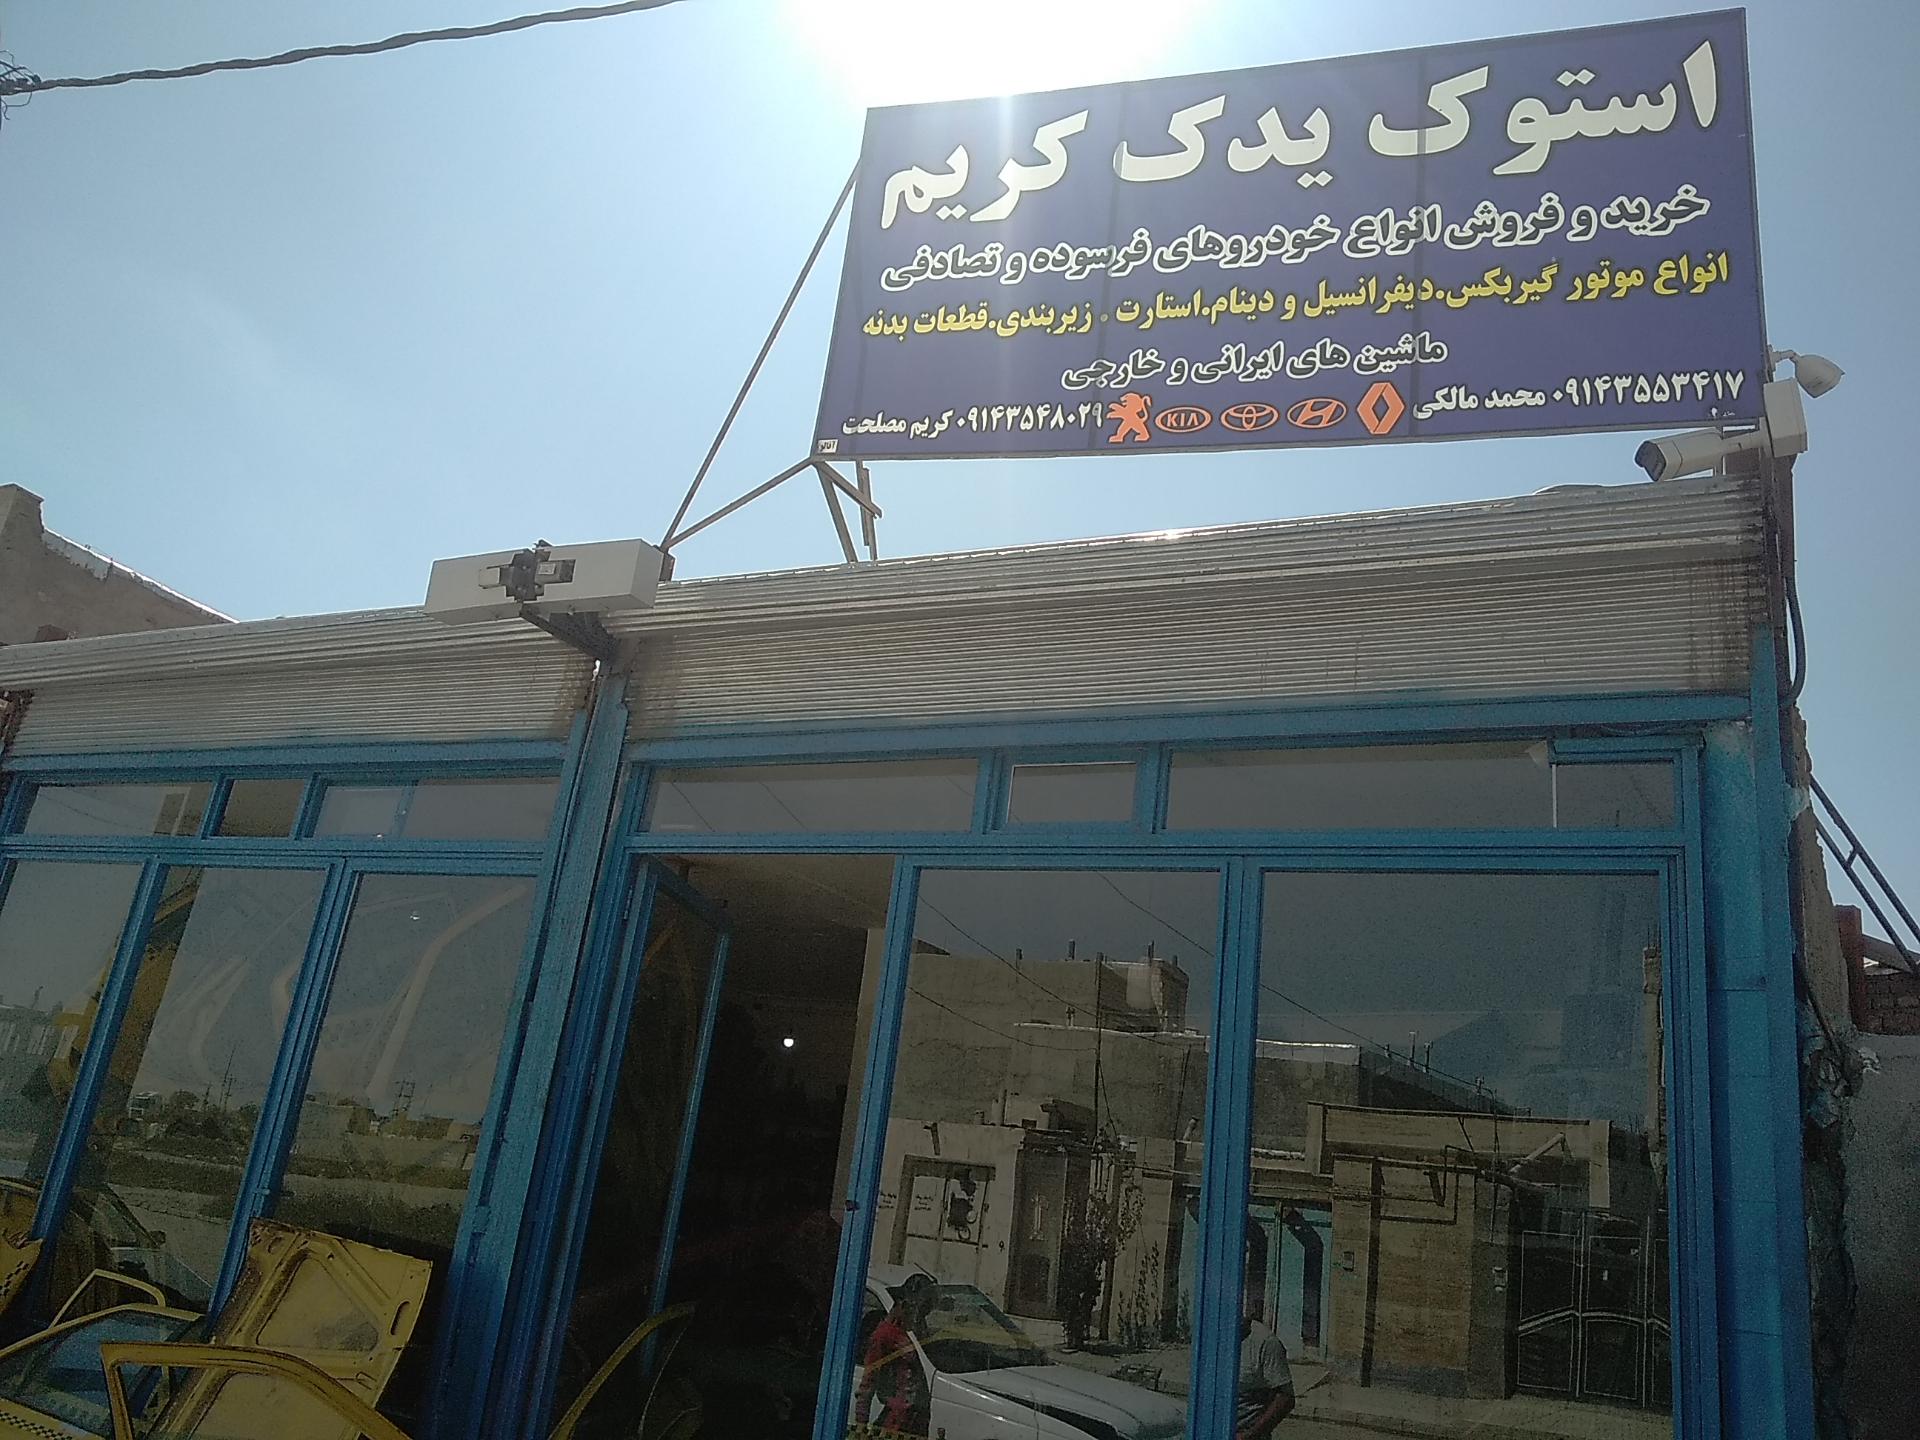 استوک یدک کریم
خرید و فروش انواع خودروهای فرسوده و تصادفی
انواع موتور گیربکس.دیفرانسیل و دینام.استارت . زیربندی.قطعات بدنه
ماشین های ایرانی و خارجی
۰۹۱۴۳۵۵۳۴۱۷ محمد مالکی
KIA
۰۹۱۴۳۵۴۸۰۲۹ کریم مصلحت